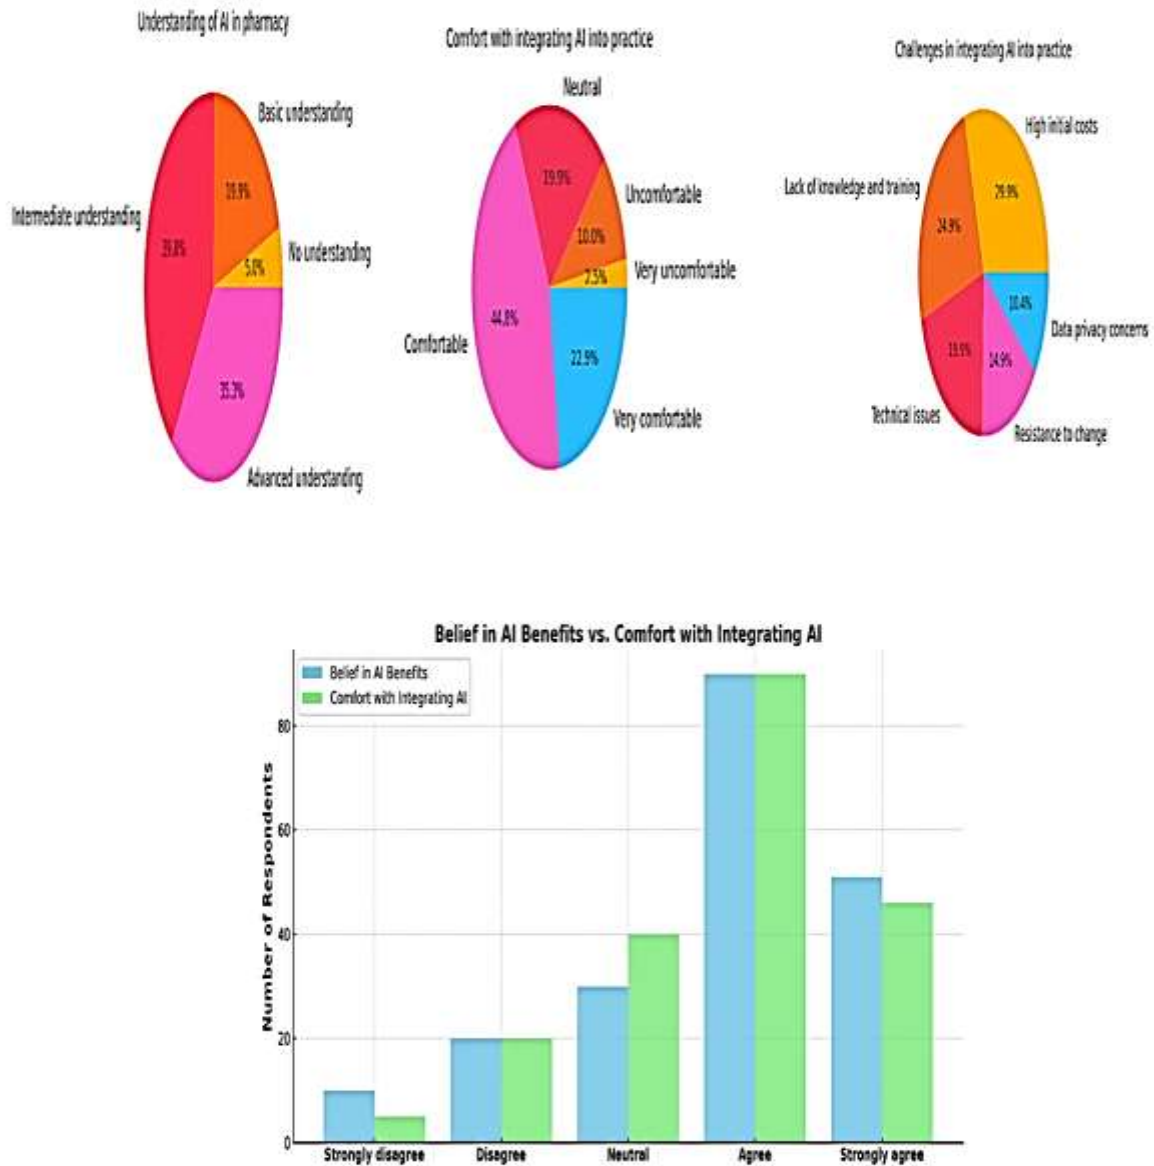 Understanding of AI in pharmacy
Basic understanding
19.9%
Intermediate understanding
39.8%
No understanding
5.0%
35.3%
Advanced understanding
Comfort with integrating AI into practice
Neutral
19.9%
Uncomfortable
10.0%
Very uncomfortable
2.5%
44.8%
Comfortable
22.9%
Very comfortable
Challenges in integrating AI into practice
High initial costs
29.9%
Lack of knowledge and training
24.9%
10.4%
Data privacy concerns
19.9%
14.9%
Technical issues
Resistance to change
Belief in AI Benefits vs. Comfort with Integrating AI
Belief in AI Benefits
Comfort with Integrating AI
Number of Respondents
80
60
40
20
0
Strongly disagree
Disagree
Neutral
Agree
Strongly agree